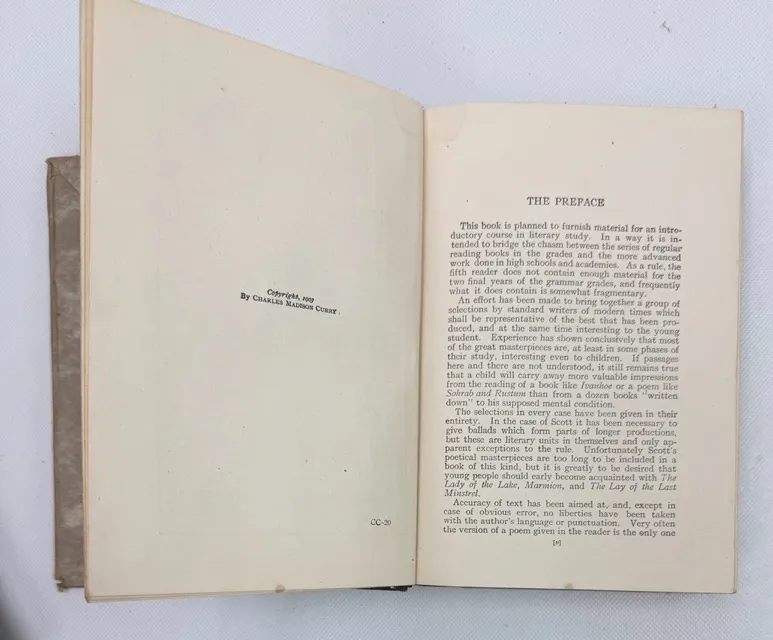 Copyright, 1903
By CHARLES MADISON CURRY
CC-20
THE PREFACE
This book is planned to furnish material for an intro-
ductory course in literary study. In a way it is in-
tended to bridge the chasm between the series of regular
reading books in the grades and the more advanced
work done in high schools and academies. As a rule, the
fifth reader does not contain enough material for the
two final years of the grammar grades, and frequently
what it does contain is somewhat fragmentary.
An effort has been made to bring together a group of
selections by standard writers of modern times which
shall be representative of the best that has been pro-
duced, and at the same time interesting to the young
student. Experience has shown conclusively that most
of the great masterpieces are, at least in some phases of
their study, interesting even to children. If passages
here and there are not understood, it still remains true
that a child will carry away more valuable impressions
from the reading of a book like Ivanhoe or a poem like
Sohrab and Rustum than from a dozen books "written
down" to his supposed mental condition.
The selections in every case have been given in their
entirety. In the case of Scott it has been necessary to
give ballads which form parts of longer productions,
but these are literary units in themselves and only ap-
parent exceptions to the rule. Unfortunately Scott's
poetical masterpieces are too long to be included in a
book of this kind, but it is greatly to be desired that
young people should early become acquainted with The
Lady of the Lake, Marmion, and The Lay of the Last
Minstrel.
Accuracy of text has been aimed at, and, except in
case of obvious error, no liberties have been taken
with the author's language or punctuation. Very often
the version of a poem given in the reader is the only one
[v]